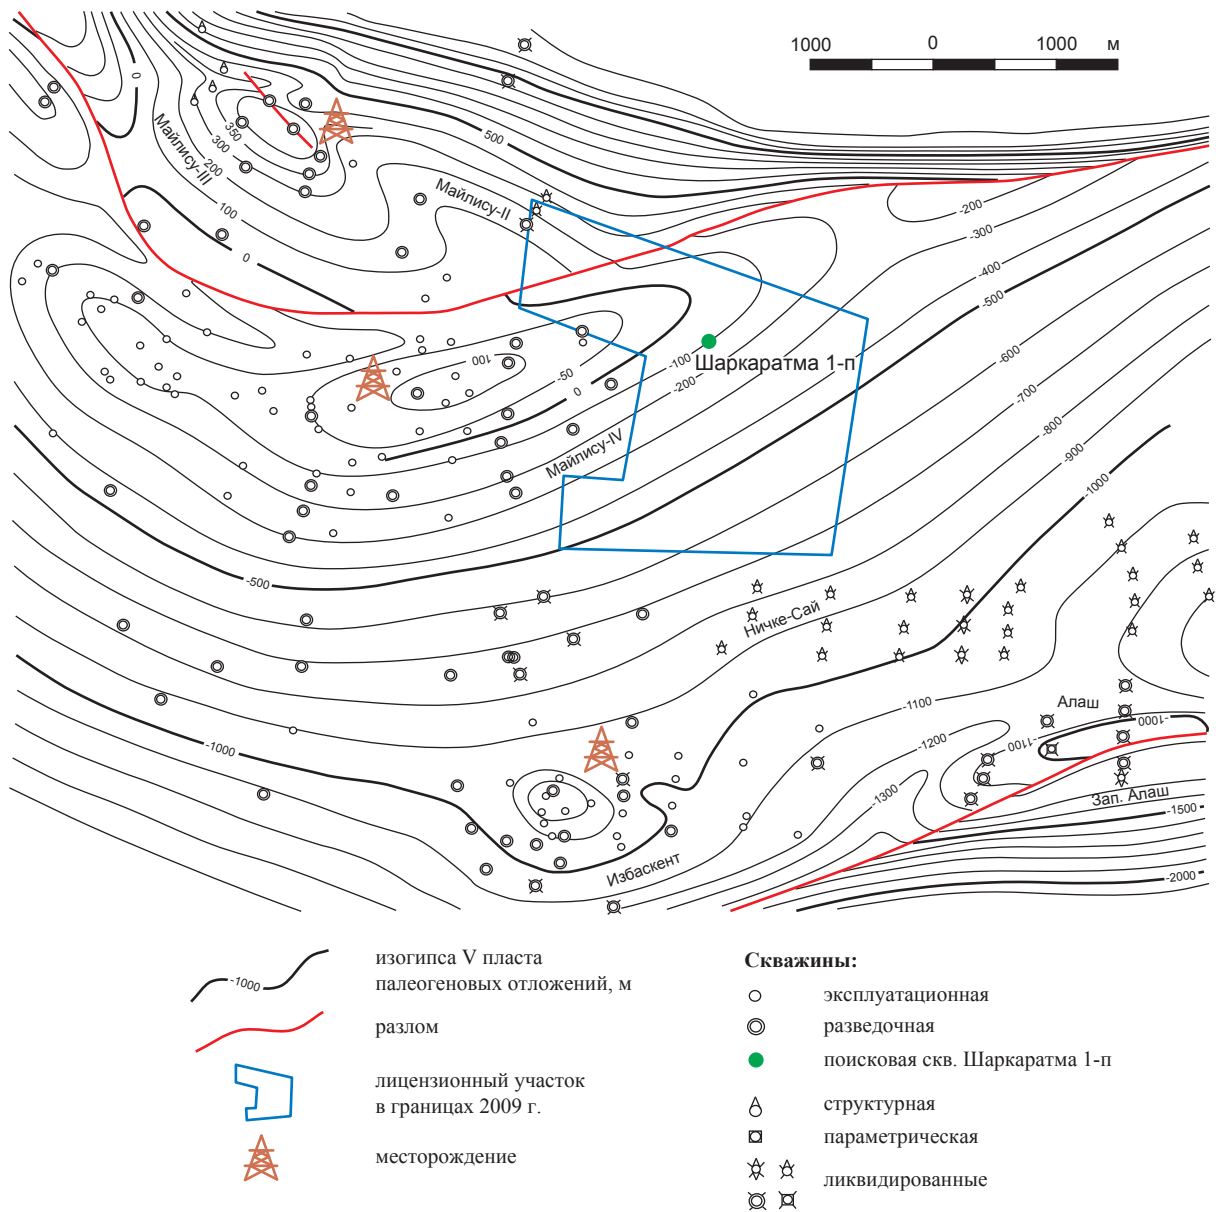 1000 0 1000 м
0
500
350
300
200
Майлису-III
Майлису-II
100
0
-200
-300
-400
-500
-100
Шаркаратма 1-п
100
-50
0
-200
-600
-700
-800
-900
-1000
Майлису-IV
-500
Ничке-Сай
-1000
-1100
Алаш
-1000
-1100
-1200
-1300
Зап. Алаш
-1500
Избаскент
-2000
-1000
изогипса V пласта
палеогеновых отложений, м
разлом
лицензионный участок
в границах 2009 г.
месторождение
Скважины:
эксплуатационная
разведочная
поисковая скв. Шаркаратма 1-п
структурная
параметрическая
ликвидированные